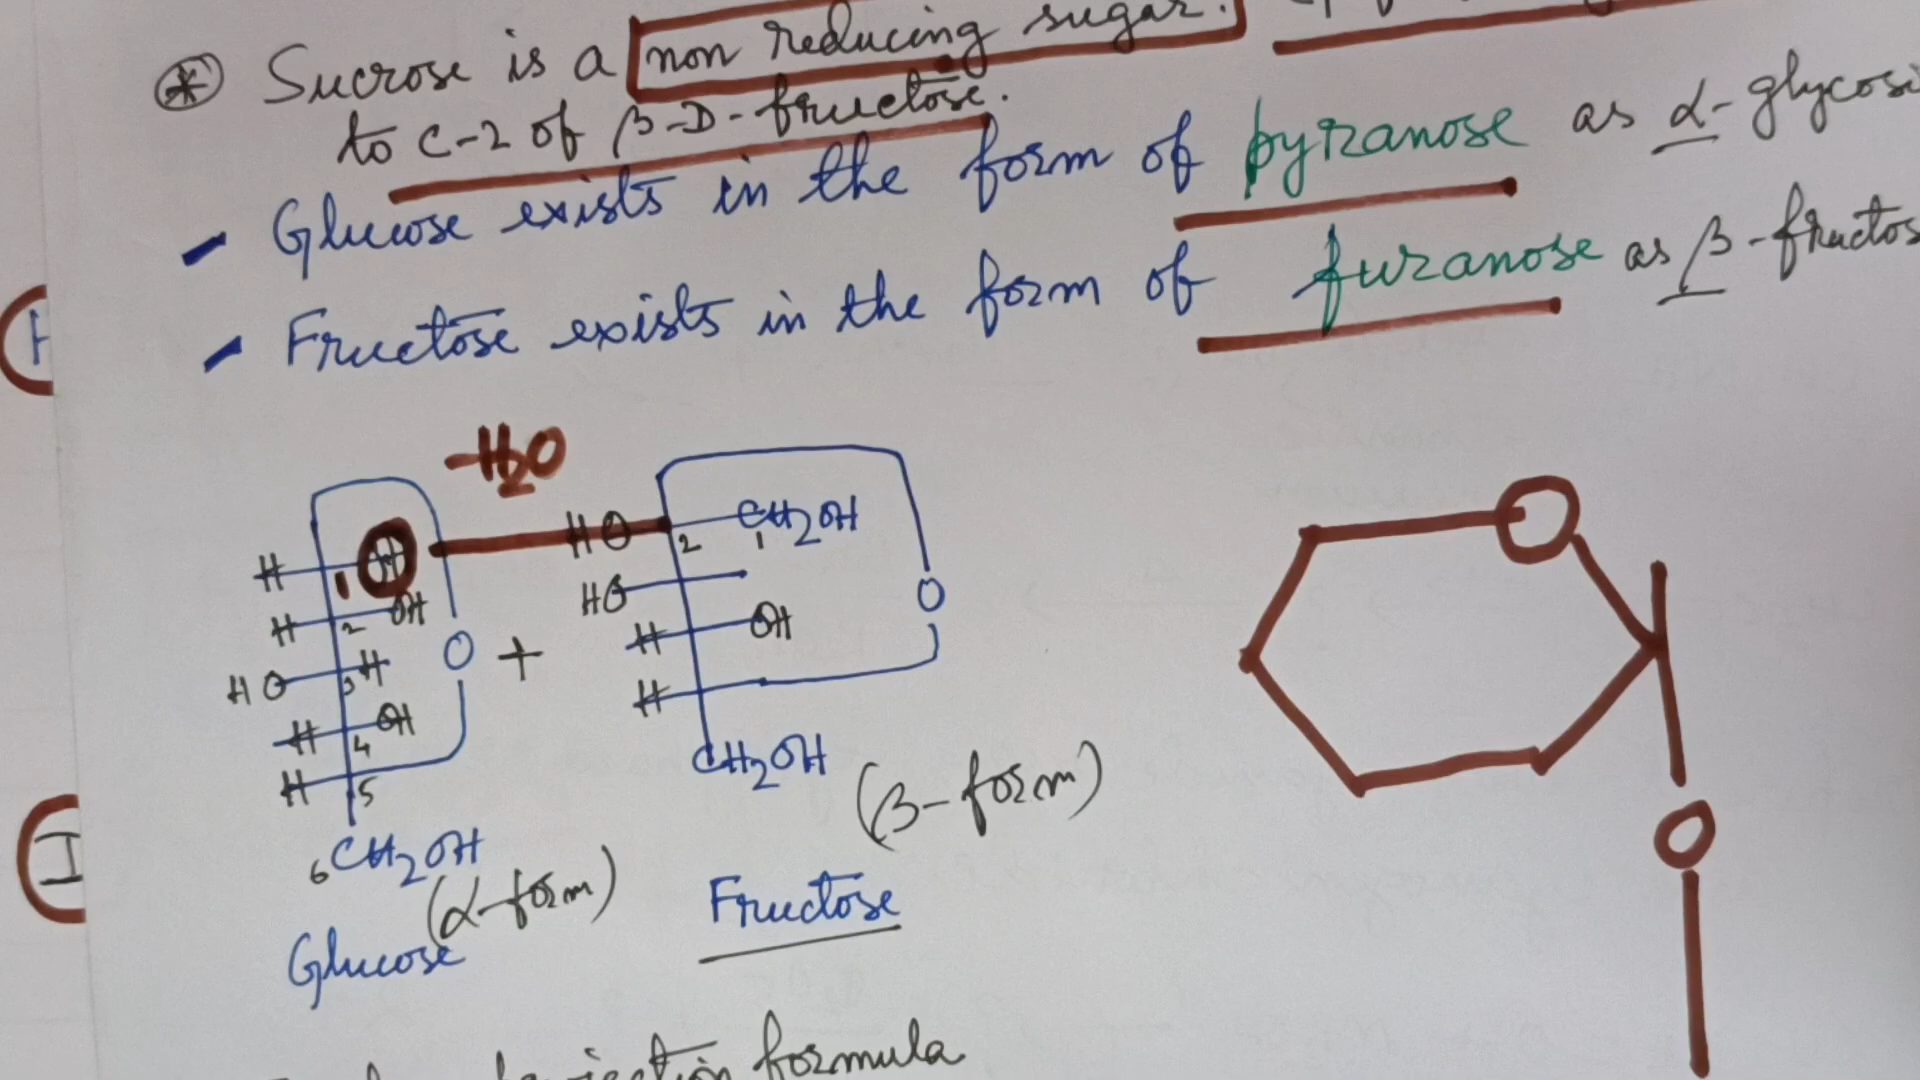 * Sucrose is a non reducing sugar.
to C-2 of β-D-fructose.
- Glucose exists in the form of pyranose as α-glycosi
- Fructose exists in the form of furanose as β-fructos
-H2O
H 1 HO 2 CH2OH 1
H 2 OH HO
HO 3 H O + H OH O
H 4 OH H
H 5 CH2OH
6 CH2OH (α-form) (β-form)
Glucose Fructose
O
O
I
formula